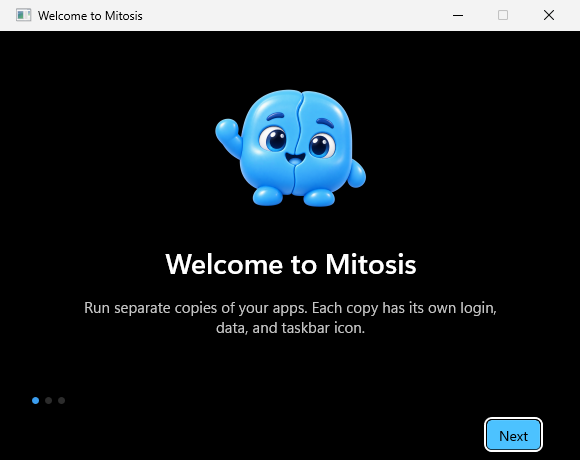 Welcome to Mitosis
Welcome to Mitosis
Run separate copies of your apps. Each copy has its own login,
data, and taskbar icon.
Next